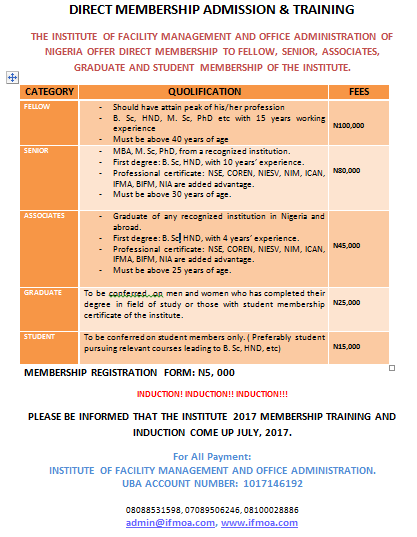 DIRECT MEMBERSHIP ADMISSION & TRAINING
THE INSTITUTE OF FACILITY MANAGEMENT AND OFFICE ADMINISTRATION OF
NIGERIA OFFER DIRECT MEMBERSHIP TO FELLOW, SENIOR, ASSOCIATES,
GRADUATE AND STUDENT MEMBERSHIP OF THE INSTITUTE.
CATEGORY QUOLIFICATION FEES
FELLOW
- Should have attain peak of his/her profession
- B. Sc, HND, M. Sc, PhD etc with 15 years working
experience
- Must be above 40 years of age
N100,000
SENIOR
- MBA, M. Sc, PhD, from a recognized institution.
- First degree: B. Sc, HND, with 10 years' experience.
- Professional certificate: NSE, COREN, NIESV, NIM, ICAN,
IFMA, BIFM, NIA are added advantage.
- Must be above 30 years of age.
N80,000
ASSOCIATES
- Graduate of any recognized institution in Nigeria and
abroad.
- First degree: B. Sc, HND, with 4 years' experience.
- Professional certificate: NSE, COREN, NIESV, NIM, ICAN,
IFMA, BIFM, NIA are added advantage.
- Must be above 25 years of age.
N45,000
GRADUATE
To be conferred on men and women who has completed their
degree in field of study or those with student membership
certificate of the institute.
N25,000
STUDENT
To be conferred on student members only. ( Preferably student
pursuing relevant courses leading to B. Sc, HND, etc)
N15,000
MEMBERSHIP REGISTRATION FORM: N5, 000
INDUCTION! INDUCTION!! INDUCTION!!!
PLEASE BE INFORMED THAT THE INSTITUTE 2017 MEMBERSHIP TRAINING AND
INDUCTION COME UP JULY, 2017.
For All Payment:
INSTITUTE OF FACILITY MANAGEMENT AND OFFICE ADMINISTRATION.
UBA ACCOUNT NUMBER: 1017146192
08088531598, 07089506246, 08100028886
admin@ifmoa.com, www.ifmoa.com